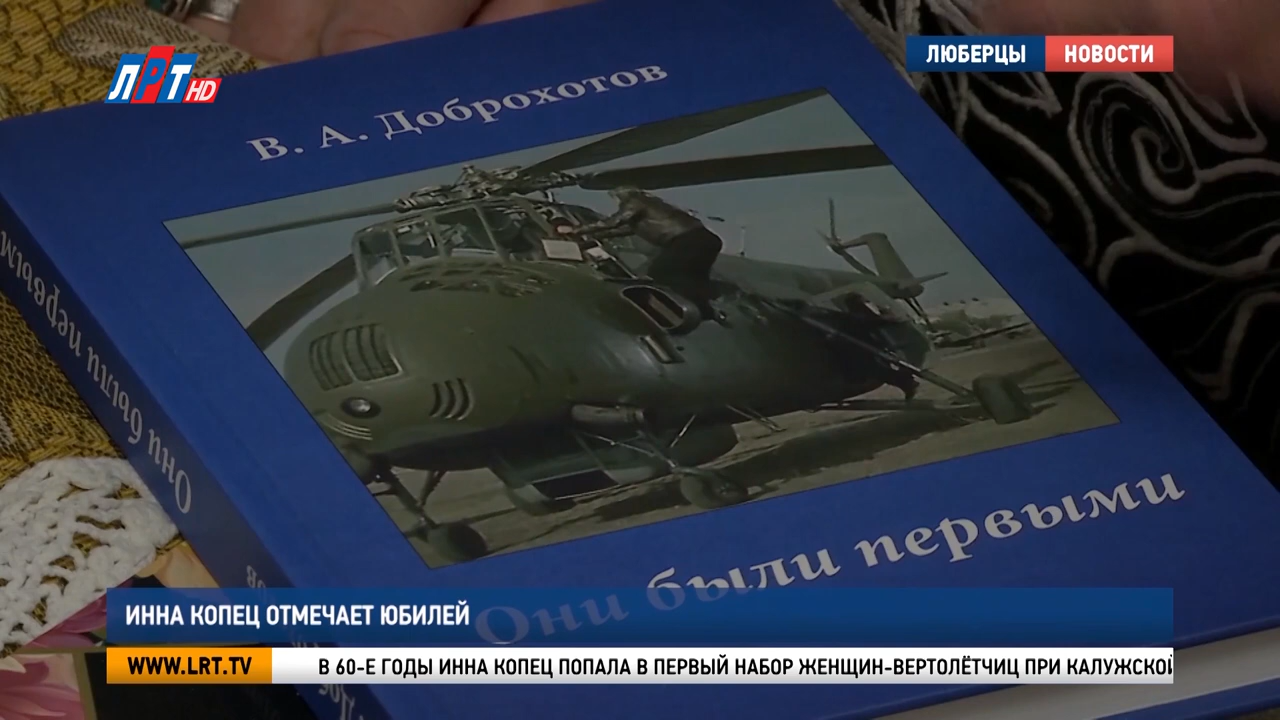 ЛРТ HD
ЛЮБЕРЦЫ НОВОСТИ
В. А. Доброхотов
Они были первыми
Они были первым
ИННА КОПЕЦ ОТМЕЧАЕТ ЮБИЛЕЙ
WWW.LRT.TV В 60-Е ГОДЫ ИННА КОПЕЦ ПОПАЛА В ПЕРВЫЙ НАБОР ЖЕНЩИН-ВЕРТОЛЁТЧИЦ ПРИ КАЛУЖСКОЙ